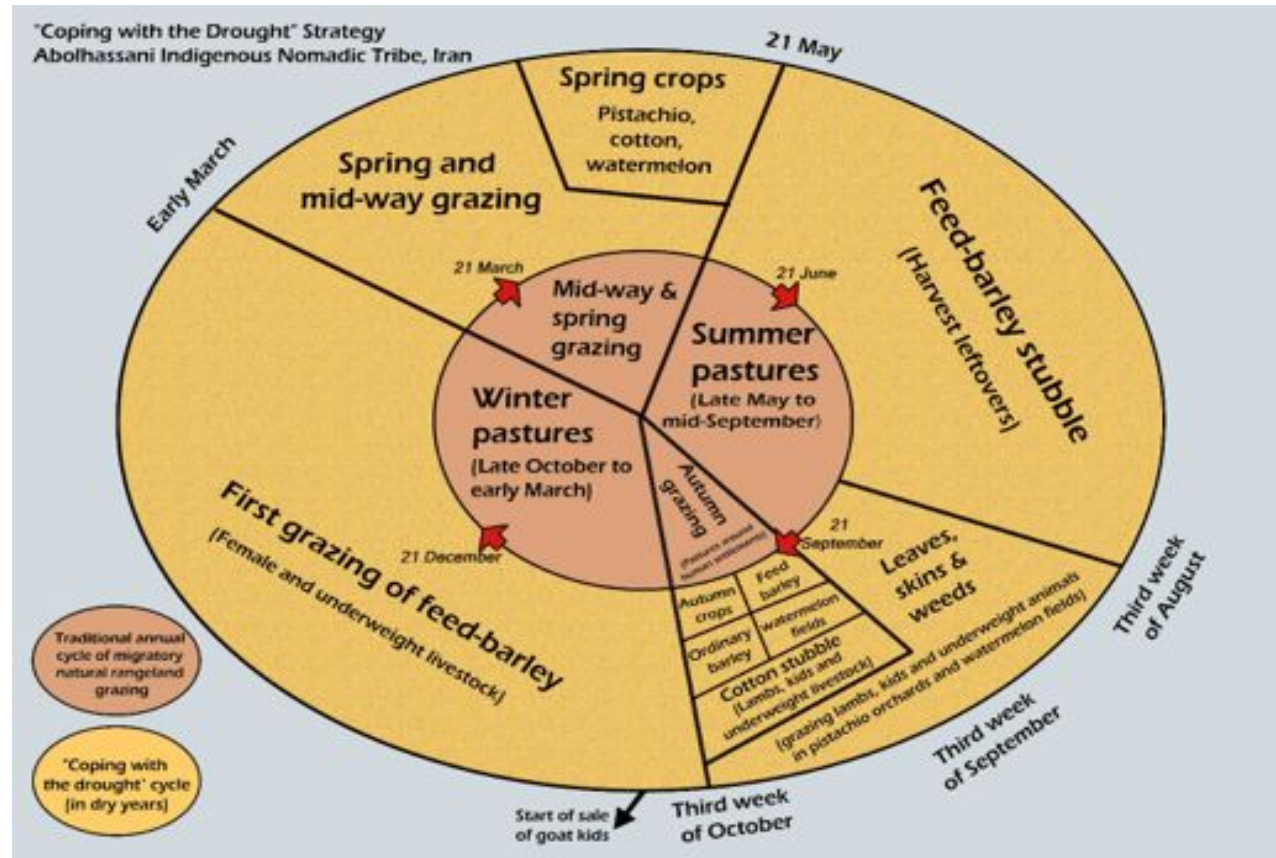 "Coping with the Drought" Strategy
Abolhassani Indigenous Nomadic Tribe, Iran
21 May
Spring crops
Pistachio,
cotton,
watermelon
Early March
Spring and
mid-way grazing
Feed-barley stubble
(Harvest leftovers)
21 March
21 June
Mid-way &
spring
grazing
Summer
pastures
(Late May to
mid-September)
Winter
pastures
(Late October to
early March)
Autumn
grazing
(Pastures around
human settlements)
21 December
21
September
First grazing of feed-barley
(Female and underweight livestock)
Leaves,
skins &
weeds
(grazing lambs, kids and underweight animals
in pistachio orchards and watermelon fields)
Autumn
crops
Feed
barley
Ordinary
barley
watermelon
fields
Cotton stubble
(Lambs, kids and
underweight livestock)
Third week
of August
Third week
of September
Third week
of October
Start of sale
of goat kids
Traditional annual
cycle of migratory
natural rangeland
grazing
"Coping with
the drought" cycle
(in dry years)